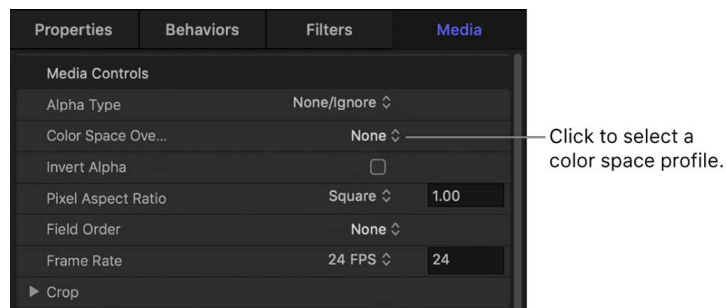 Properties Behaviors Filters Media
Media Controls
Alpha Type None/Ignore
Color Space Ove... None
Click to select a
color space profile.
Invert Alpha
Pixel Aspect Ratio Square 1.00
Field Order None
Frame Rate 24 FPS 24
Crop